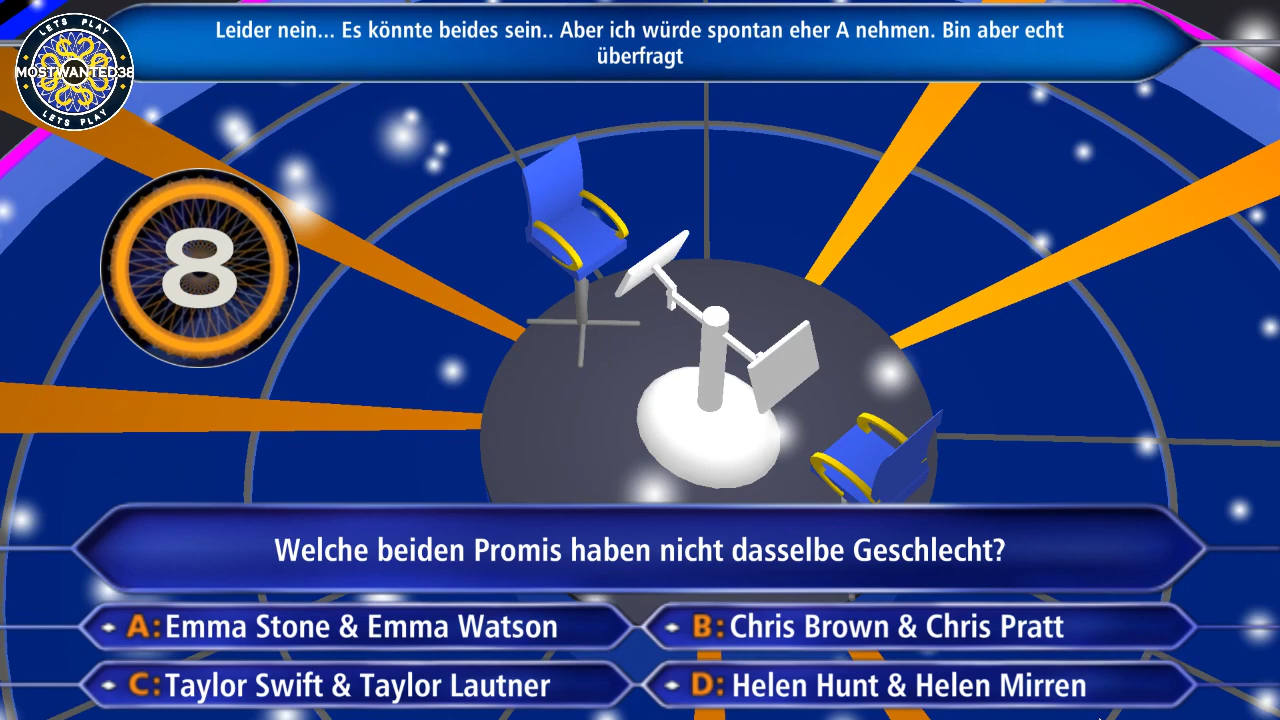 Leider nein... Es könnte beides sein.. Aber ich würde spontan eher A nehmen. Bin aber echt
überfragt
LETS PLAY
MOSTWANTED38
LETS PLAY
8
Welche beiden Promis haben nicht dasselbe Geschlecht?
A: Emma Stone & Emma Watson
B: Chris Brown & Chris Pratt
C: Taylor Swift & Taylor Lautner
D: Helen Hunt & Helen Mirren